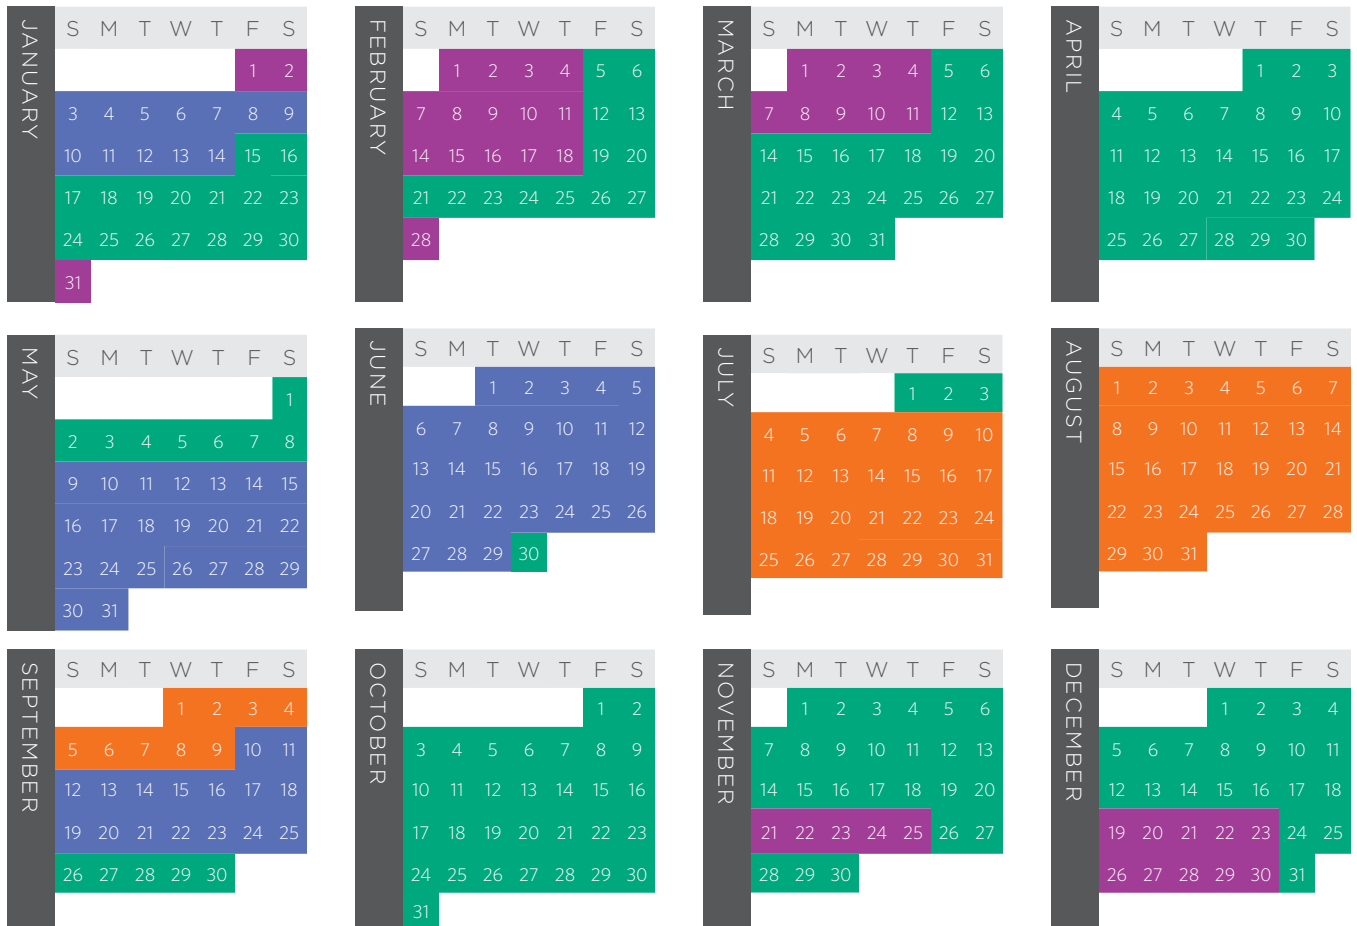 JANUARY
S M T W T F S
1 2
3 4 5 6 7 8 9
10 11 12 13 14 15 16
17 18 19 20 21 22 23
24 25 26 27 28 29 30
31
FEBRUARY
S M T W T F S
1 2 3 4 5 6
7 8 9 10 11 12 13
14 15 16 17 18 19 20
21 22 23 24 25 26 27
28
MARCH
S M T W T F S
1 2 3 4 5 6
7 8 9 10 11 12 13
14 15 16 17 18 19 20
21 22 23 24 25 26 27
28 29 30 31
APRIL
S M T W T F S
1 2 3
4 5 6 7 8 9 10
11 12 13 14 15 16 17
18 19 20 21 22 23 24
25 26 27 28 29 30
MAY
S M T W T F S
1
2 3 4 5 6 7 8
9 10 11 12 13 14 15
16 17 18 19 20 21 22
23 24 25 26 27 28 29
30 31
JUNE
S M T W T F S
1 2 3 4 5
6 7 8 9 10 11 12
13 14 15 16 17 18 19
20 21 22 23 24 25 26
27 28 29 30
JULY
S M T W T F S
1 2 3
4 5 6 7 8 9 10
11 12 13 14 15 16 17
18 19 20 21 22 23 24
25 26 27 28 29 30 31
AUGUST
S M T W T F S
1 2 3 4 5 6 7
8 9 10 11 12 13 14
15 16 17 18 19 20 21
22 23 24 25 26 27 28
29 30 31
SEPTEMBER
S M T W T F S
1 2 3 4
5 6 7 8 9 10 11
12 13 14 15 16 17 18
19 20 21 22 23 24 25
26 27 28 29 30
OCTOBER
S M T W T F S
1 2
3 4 5 6 7 8 9
10 11 12 13 14 15 16
17 18 19 20 21 22 23
24 25 26 27 28 29 30
31
NOVEMBER
S M T W T F S
1 2 3 4 5 6
7 8 9 10 11 12 13
14 15 16 17 18 19 20
21 22 23 24 25 26 27
28 29 30
DECEMBER
S M T W T F S
1 2 3 4
5 6 7 8 9 10 11
12 13 14 15 16 17 18
19 20 21 22 23 24 25
26 27 28 29 30 31